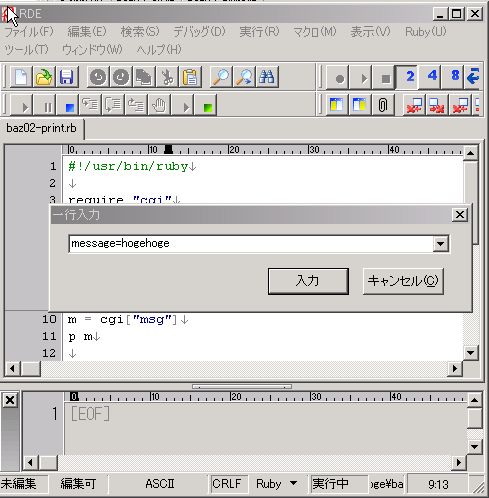 RDE
ファイル(F) 編集(E) 検索(S) デバッグ(D) 実行(R) マクロ(M) 表示(V) Ruby(U)
ツール(T) ウィンドウ(W) ヘルプ(H)
2 4 8
baz02-print.rb
0 10 20 30 40
1 #!/usr/bin/ruby↓
2 ↓
3 require "cgi"↓
一行入力
message=hogehoge
入力 キャンセル(C)
10 m = cgi["msg"]↓
11 p m↓
12 ↓
0 10 20 30 40
1 [EOF]
未編集 編集可 ASCII CRLF Ruby 実行中 oge¥ba 9:13